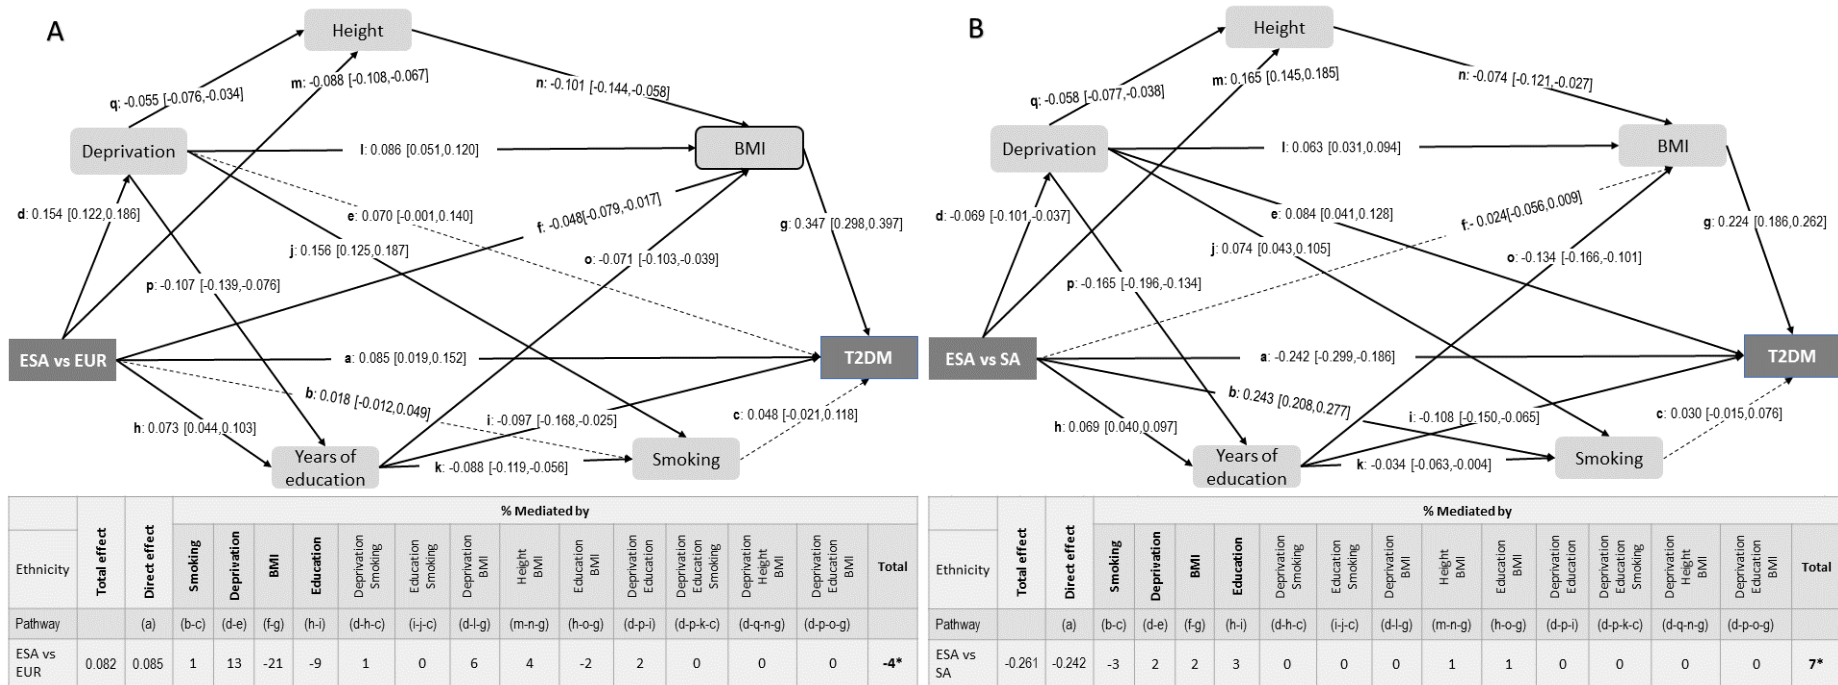 A
Height
q: -0.055 [-0.076,-0.034]
m: -0.088 [-0.108,-0.067]
n: -0.101 [-0.144,-0.058]
Deprivation
l: 0.086 [0.051,0.120]
BMI
d: 0.154 [0.122,0.186]
e: 0.070 [-0.001,0.140]
f: -0.048[-0.079,-0.017]
g: 0.347 [0.298,0.397]
j: 0.156 [0.125,0.187]
o: -0.071 [-0.103,-0.039]
p: -0.107 [-0.139,-0.076]
ESA vs EUR
a: 0.085 [0.019,0.152]
T2DM
b: 0.018 [-0.012,0.049]
h: 0.073 [0.044,0.103]
i: -0.097 [-0.168,-0.025]
c: 0.048 [-0.021,0.118]
Years of
education
k: -0.088 [-0.119,-0.056]
Smoking
% Mediated by
Ethnicity
Total effect
Direct effect
Smoking
Deprivation
BMI
Education
Deprivation
Smoking
Education
Smoking
Deprivation
BMI
Height
BMI
Education
BMI
Deprivation
Education
Deprivation
Education
Smoking
Deprivation
Height
BMI
Deprivation
Education
BMI
Total
Pathway (a) (b-c) (d-e) (f-g) (h-i) (d-h-c) (i-j-c) (d-l-g) (m-n-g) (h-o-g) (d-p-i) (d-p-k-c) (d-q-n-g) (d-p-o-g)
ESA vs
EUR 0.082 0.085 1 13 -21 -9 1 0 6 4 -2 2 0 0 0 -4*
B
Height
q: -0.058 [-0.077,-0.038]
m: 0.165 [0.145,0.185]
n: -0.074 [-0.121,-0.027]
Deprivation
l: 0.063 [0.031,0.094]
BMI
d: -0.069 [-0.101,-0.037]
e: 0.084 [0.041,0.128]
f:- 0.024[-0.056,0.009]
g: 0.224 [0.186,0.262]
j: 0.074 [0.043,0.105]
o: -0.134 [-0.166,-0.101]
p: -0.165 [-0.196,-0.134]
ESA vs SA
a: -0.242 [-0.299,-0.186]
T2DM
b: 0.243 [0.208,0.277]
h: 0.069 [0.040,0.097]
i: -0.108 [-0.150,-0.065]
c: 0.030 [-0.015,0.076]
Years of
education
k: -0.034 [-0.063,-0.004]
Smoking
% Mediated by
Ethnicity
Total effect
Direct effect
Smoking
Deprivation
BMI
Education
Deprivation
Smoking
Education
Smoking
Deprivation
BMI
Height
BMI
Education
BMI
Deprivation
Education
Deprivation
Education
Smoking
Deprivation
Height
BMI
Deprivation
Education
BMI
Total
Pathway (a) (b-c) (d-e) (f-g) (h-i) (d-h-c) (i-j-c) (d-l-g) (m-n-g) (h-o-g) (d-p-i) (d-p-k-c) (d-q-n-g) (d-p-o-g)
ESA vs
SA -0.261 -0.242 -3 2 2 3 0 0 0 1 1 0 0 0 0 7*